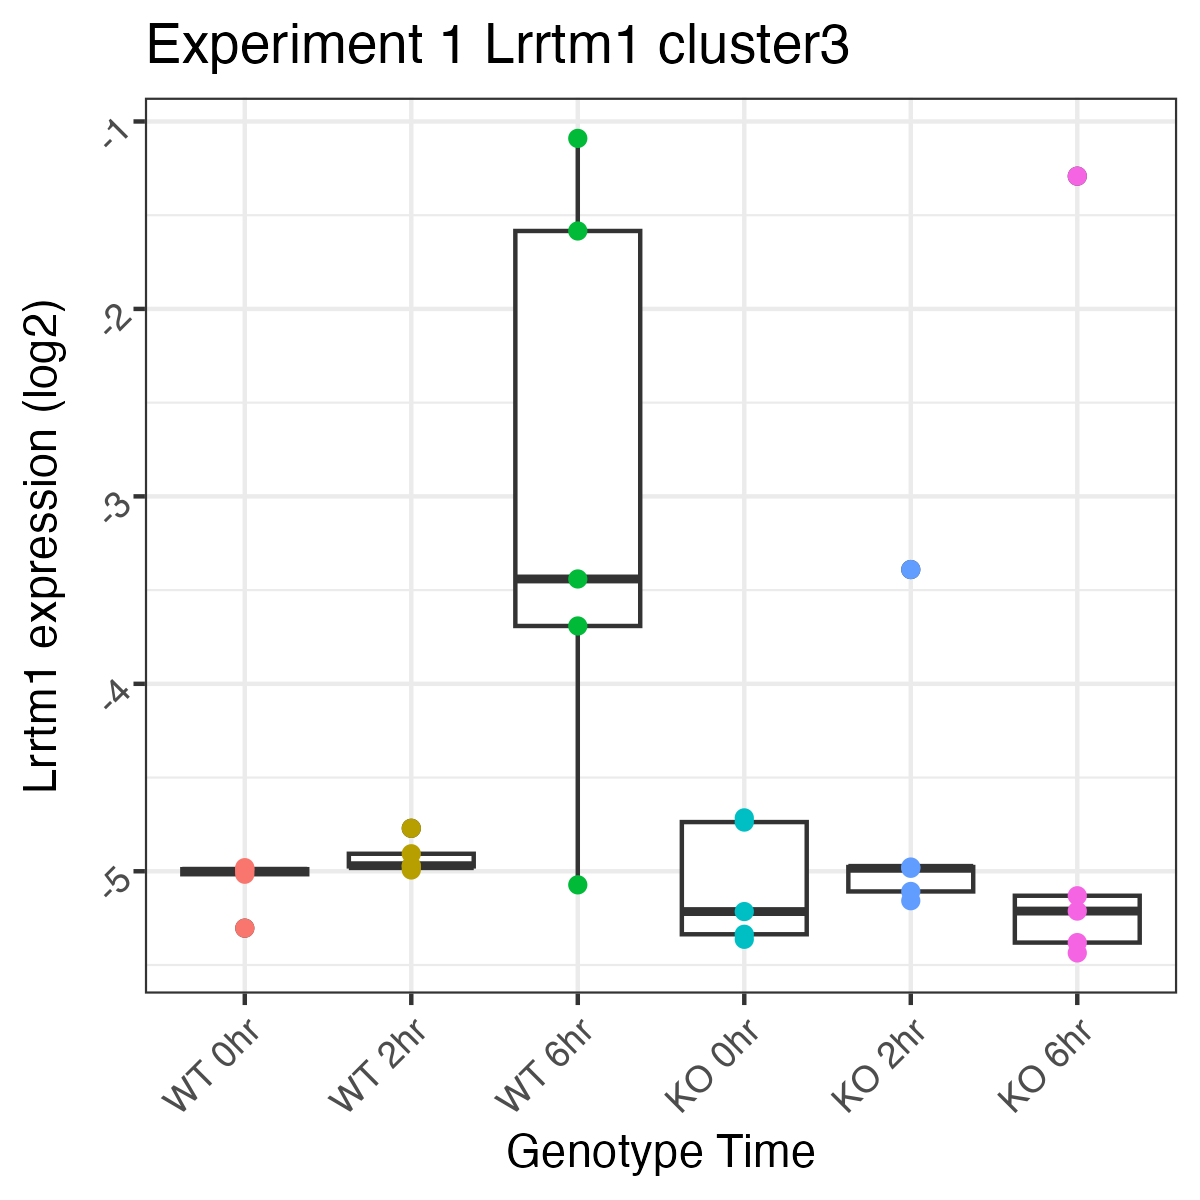 Experiment 1 Lrrtm1 cluster3
Lrrtm1 expression (log2)
-1
-2
-3
-4
-5
WT 0hr
WT 2hr
WT 6hr
KO 0hr
KO 2hr
KO 6hr
Genotype Time